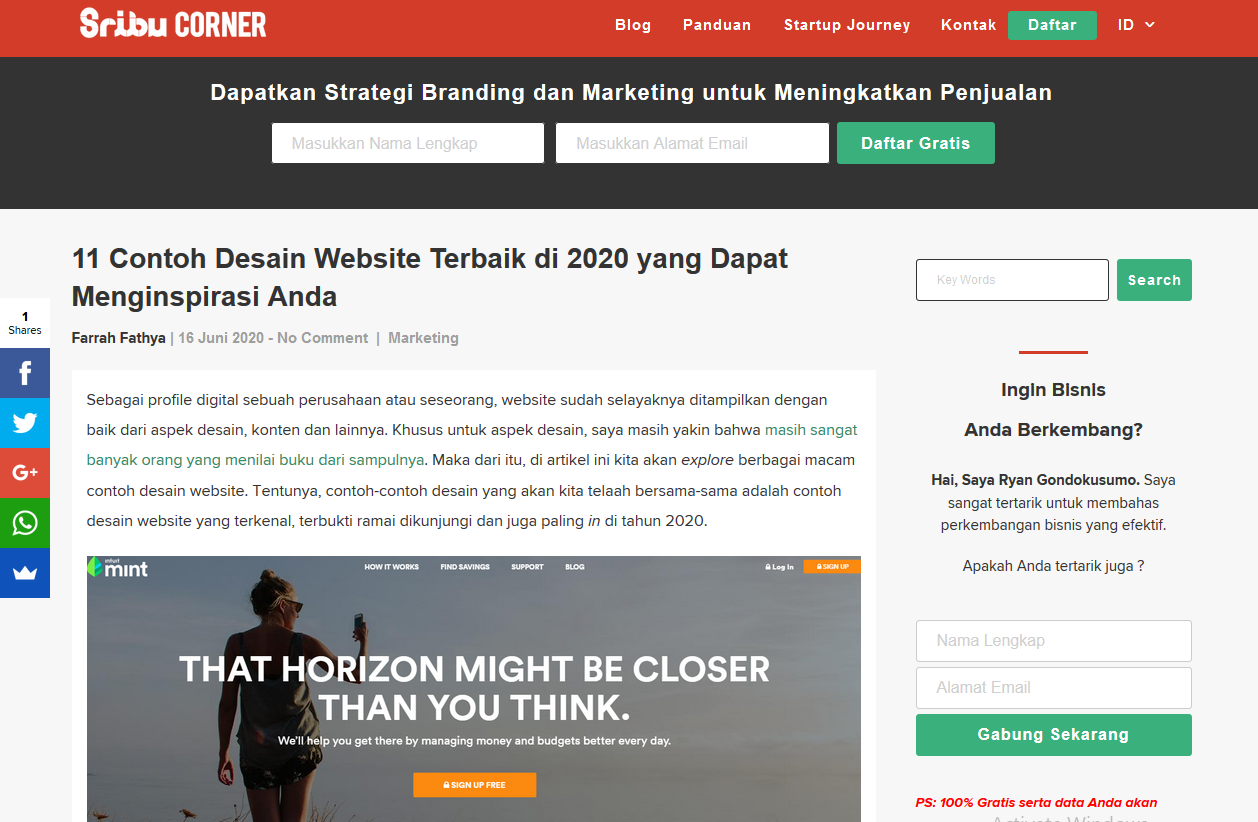 Sribu CORNER
Blog Panduan Startup Journey Kontak Daftar ID
Dapatkan Strategi Branding dan Marketing untuk Meningkatkan Penjualan
Masukkan Nama Lengkap Masukkan Alamat Email Daftar Gratis
11 Contoh Desain Website Terbaik di 2020 yang Dapat
Menginspirasi Anda
Farrah Fathya | 16 Juni 2020 - No Comment | Marketing
1
Shares
G+
Sebagai profile digital sebuah perusahaan atau seseorang, website sudah selayaknya ditampilkan dengan
baik dari aspek desain, konten dan lainnya. Khusus untuk aspek desain, saya masih yakin bahwa masih sangat
banyak orang yang menilai buku dari sampulnya. Maka dari itu, di artikel ini kita akan explore berbagai macam
contoh desain website. Tentunya, contoh-contoh desain yang akan kita telaah bersama-sama adalah contoh
desain website yang terkenal, terbukti ramai dikunjungi dan juga paling in di tahun 2020.
intuit
mint HOW IT WORKS FIND SAVINGS SUPPORT BLOG Log In SIGN UP
THAT HORIZON MIGHT BE CLOSER
THAN YOU THINK.
We'll help you get there by managing money and budgets better every day.
SIGN UP FREE
Key Words Search
Ingin Bisnis
Anda Berkembang?
Hai, Saya Ryan Gondokusumo. Saya
sangat tertarik untuk membahas
perkembangan bisnis yang efektif.
Apakah Anda tertarik juga ?
Nama Lengkap
Alamat Email
Gabung Sekarang
PS: 100% Gratis serta data Anda akan
Activate Windows